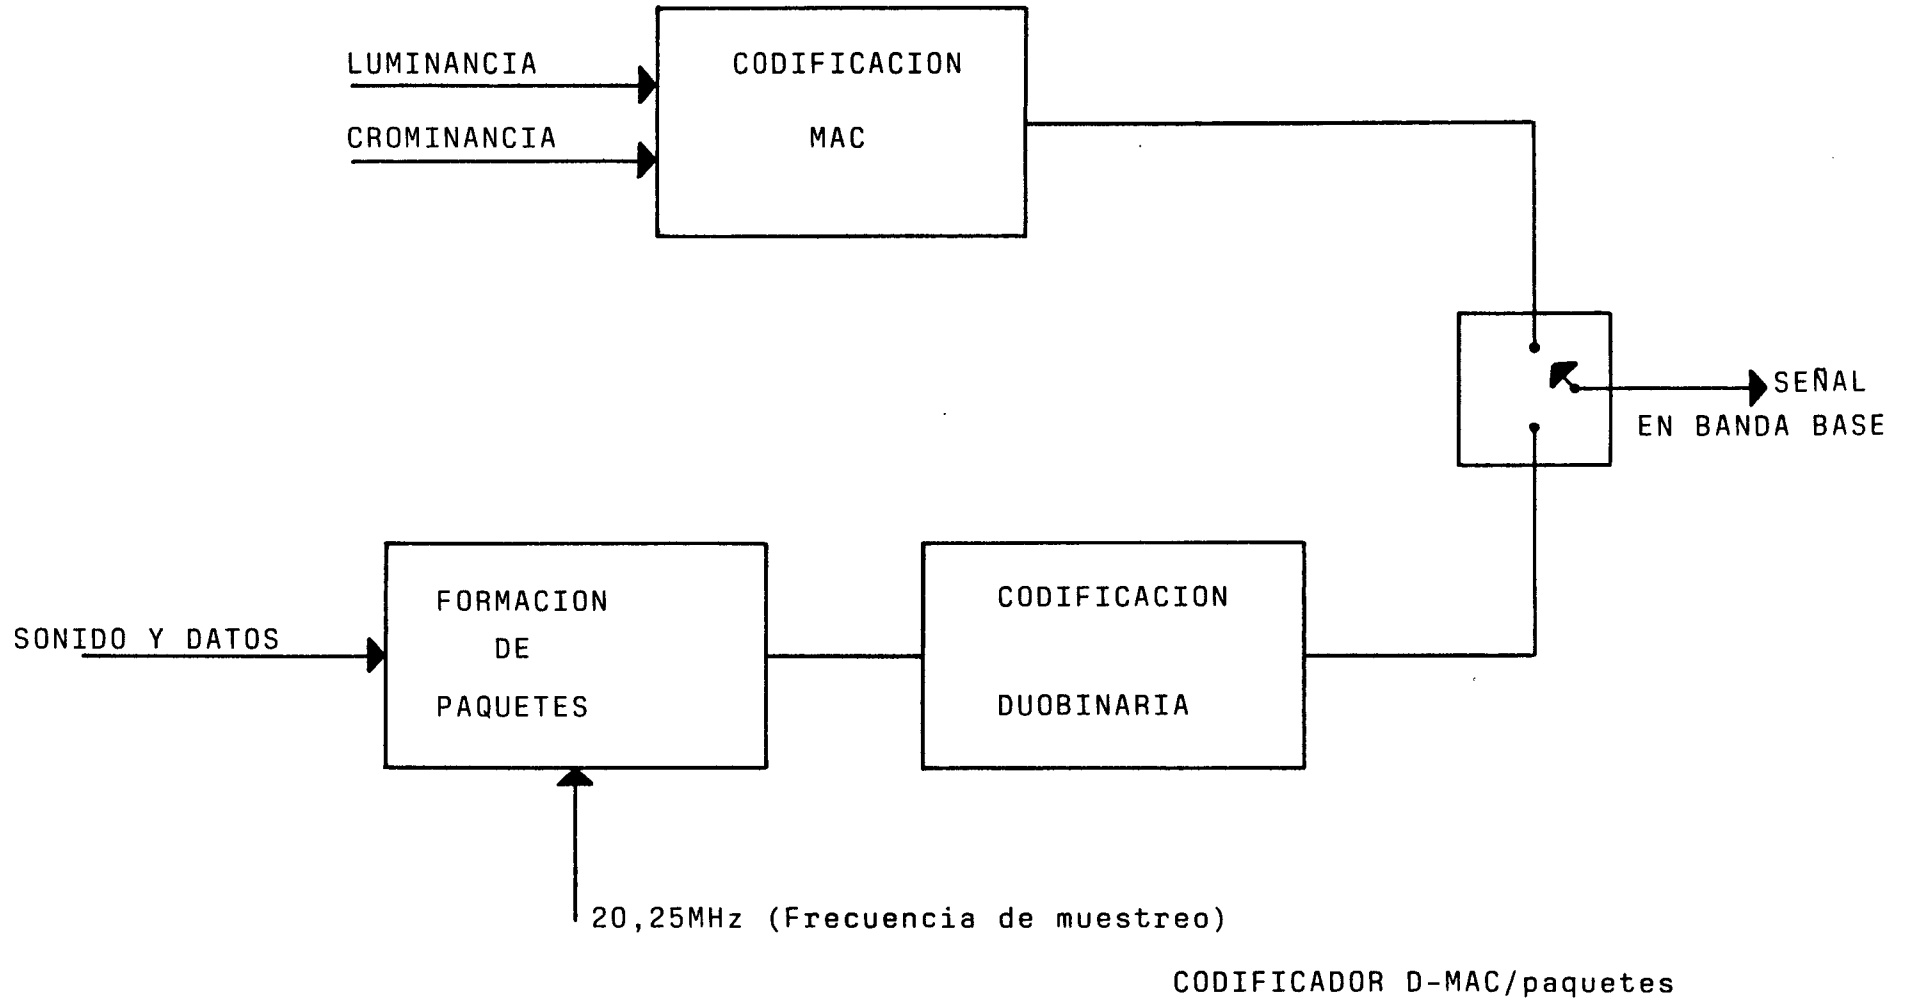 LUMINANCIA
CROMINANCIA
CODIFICACION
MAC
SEÑAL
EN BANDA BASE
SONIDO Y DATOS
FORMACION
DE
PAQUETES
CODIFICACION
DUOBINARIA
20,25MHz (Frecuencia de muestreo)
CODIFICADOR D-MAC/paquetes